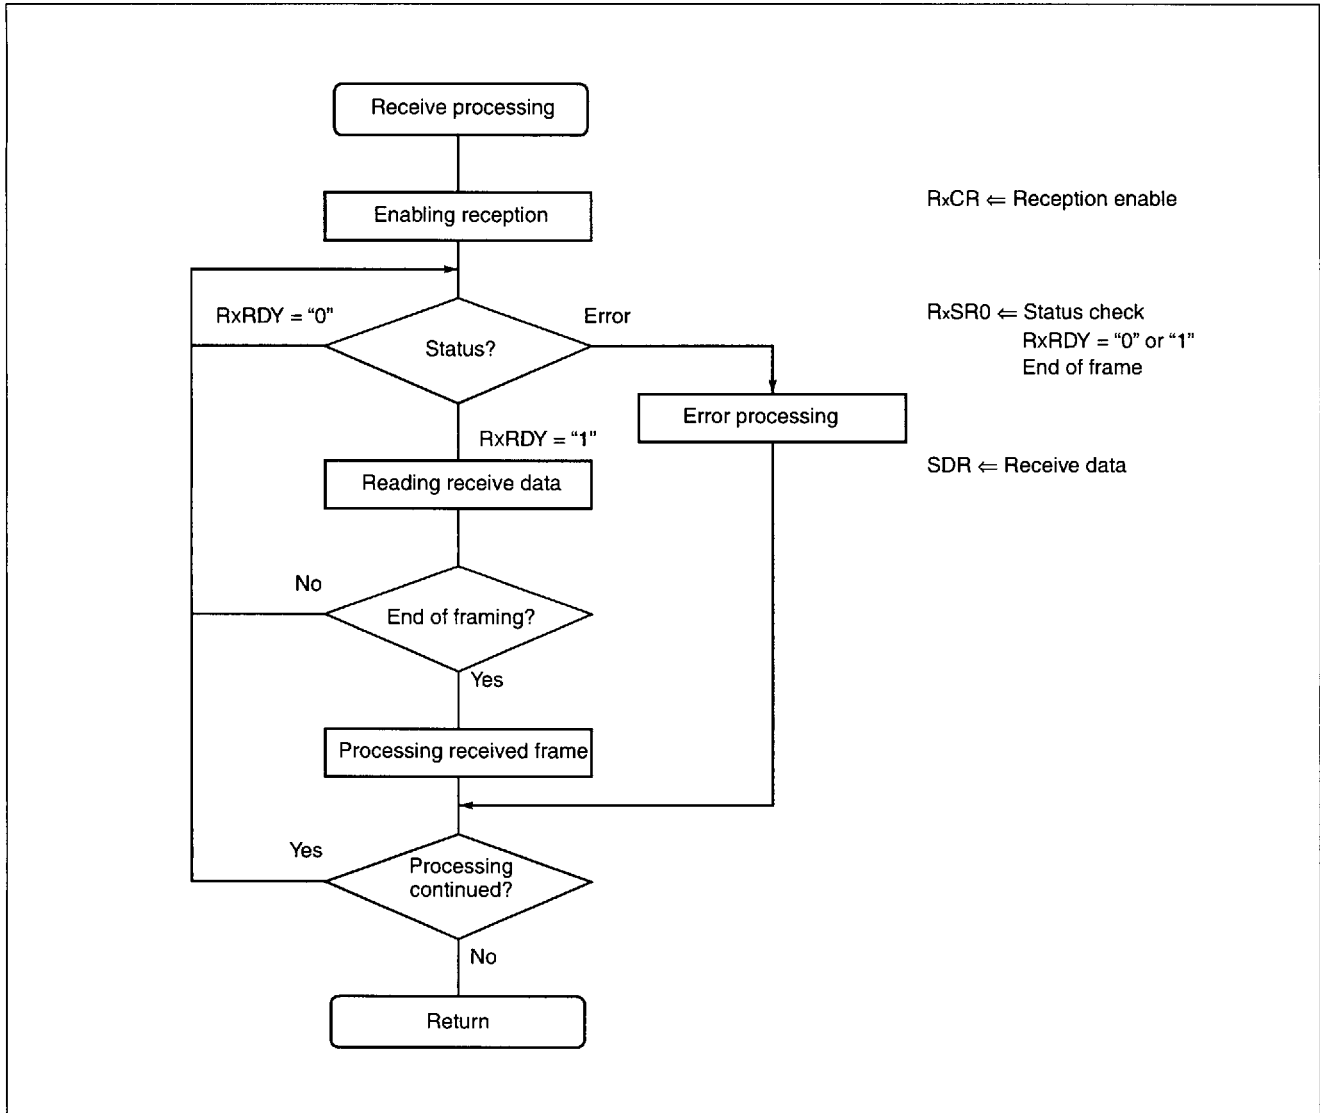 Receive processing
Enabling reception
RxCR ⇐ Reception enable
RxRDY = “0”
Error
Status?
RxSR0 ⇐ Status check
RxRDY = “0” or “1”
End of frame
Error processing
RxRDY = “1”
Reading receive data
SDR ⇐ Receive data
No
End of framing?
Yes
Processing received frame
Yes
Processing
continued?
No
Return